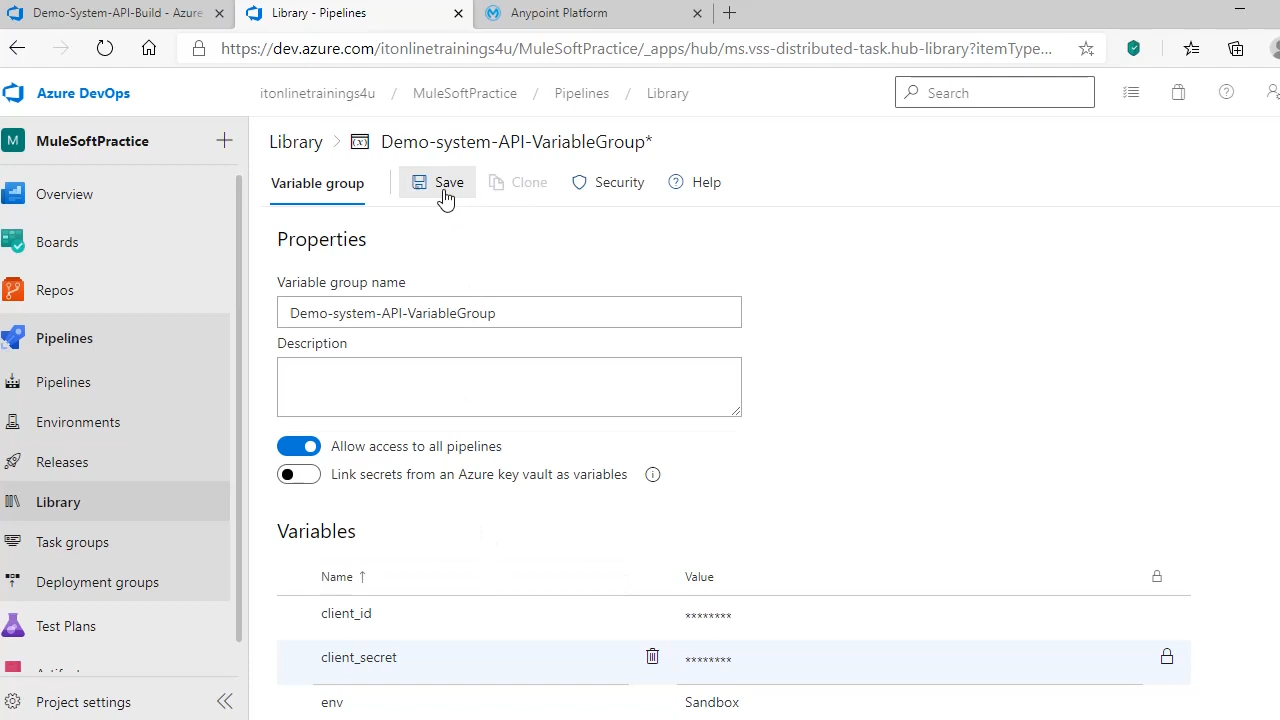 Demo-System-API-Build - Azure
Library - Pipelines
Anypoint Platform
https://dev.azure.com/itonlinetrainings4u/MuleSoftPractice/_apps/hub/ms.vss-distributed-task.hub-library?itemType...
Azure DevOps
itonlinetrainings4u / MuleSoftPractice / Pipelines / Library
Search
M MuleSoftPractice
Library > (x) Demo-system-API-VariableGroup*
Variable group
Save
Clone
Security
Help
Overview
Boards
Repos
Pipelines
Pipelines
Environments
Releases
Library
Task groups
Deployment groups
Test Plans
Project settings
Properties
Variable group name
Demo-system-API-VariableGroup
Description
Allow access to all pipelines
Link secrets from an Azure key vault as variables
Variables
Name ↑ Value
client_id ********
client_secret ********
env Sandbox